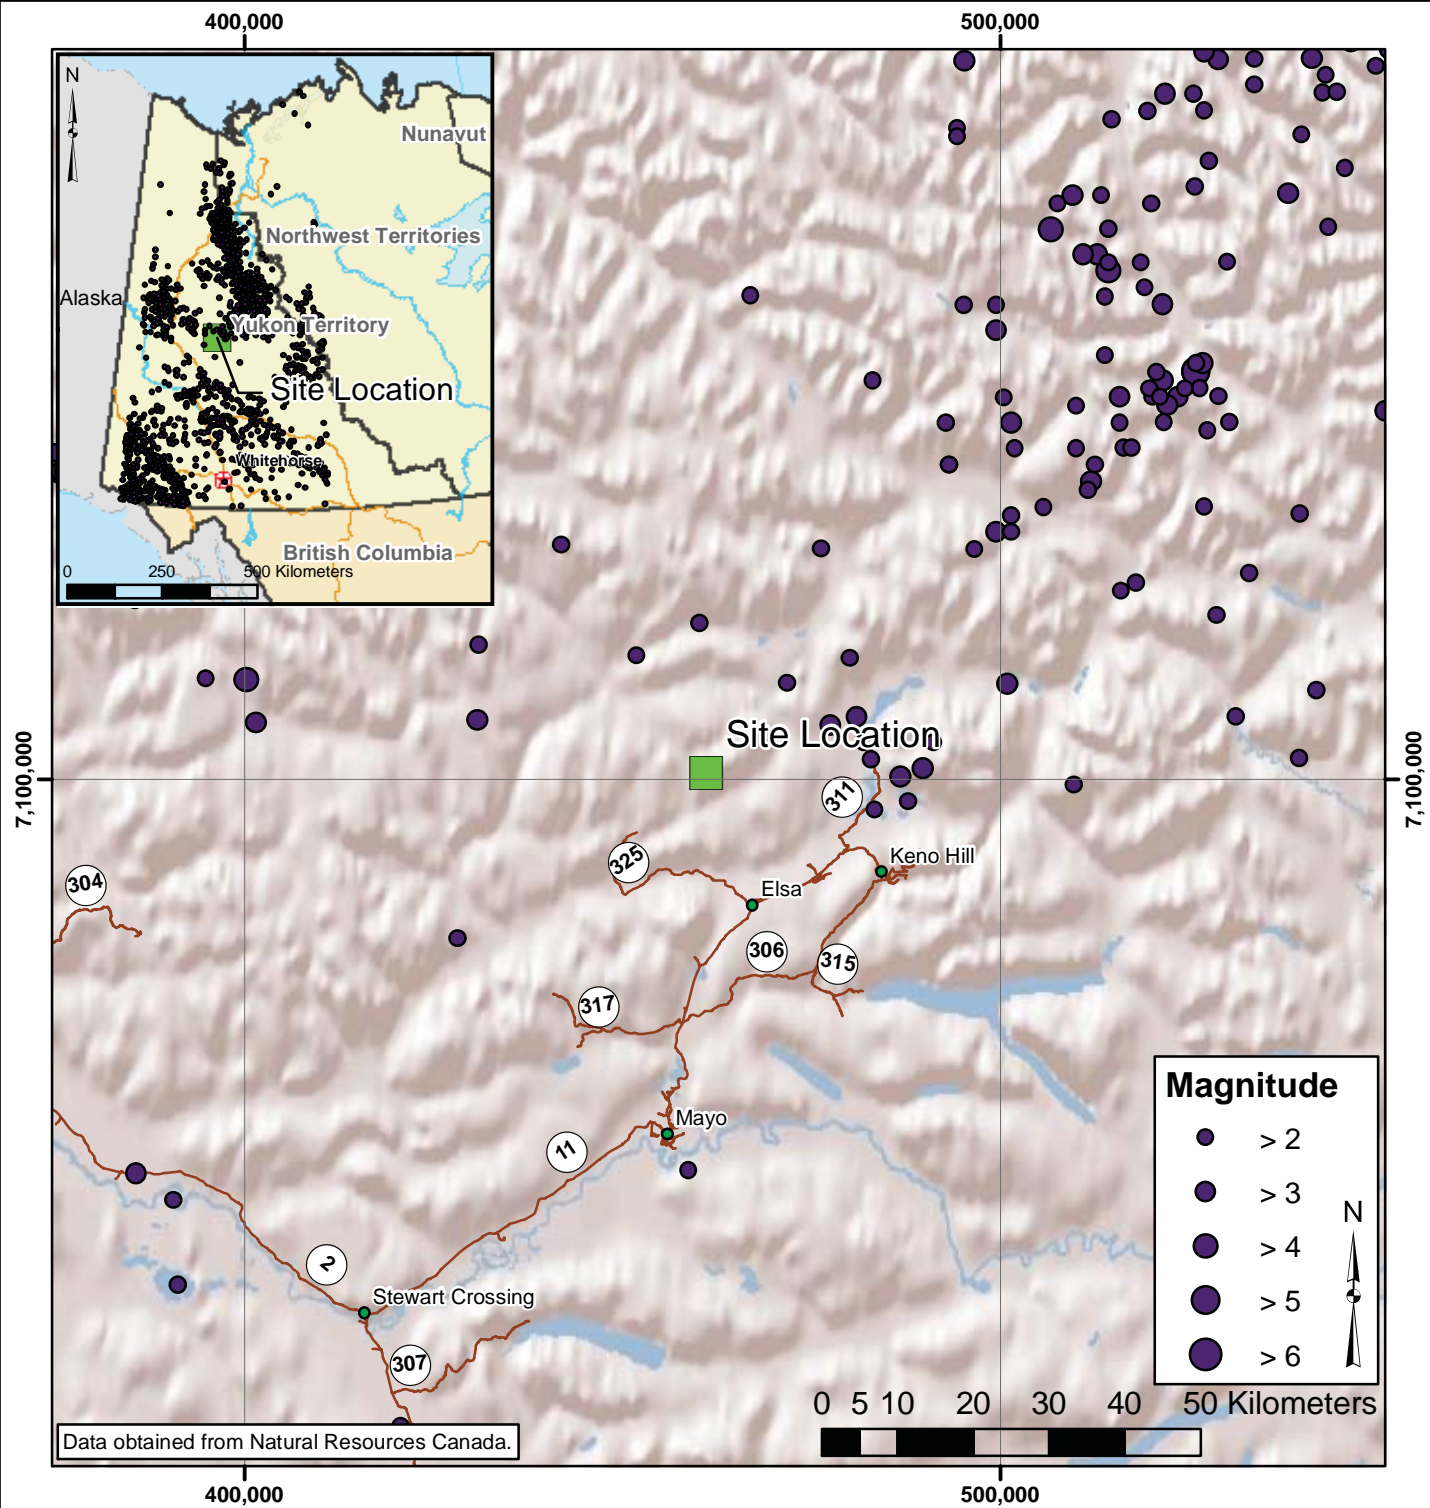 400,000
500,000
N
Nunavut
Northwest Territories
Alaska
Yukon Territory
Site Location
Whitehorse
British Columbia
0
250
500 Kilometers
Site Location
7,100,000
7,100,000
311
Keno Hill
325
304
Elsa
306
315
317
Mayo
11
2
Stewart Crossing
307
Magnitude
> 2
> 3
> 4
> 5
> 6
N
0 5 10 20 30 40 50 Kilometers
Data obtained from Natural Resources Canada.
400,000
500,000